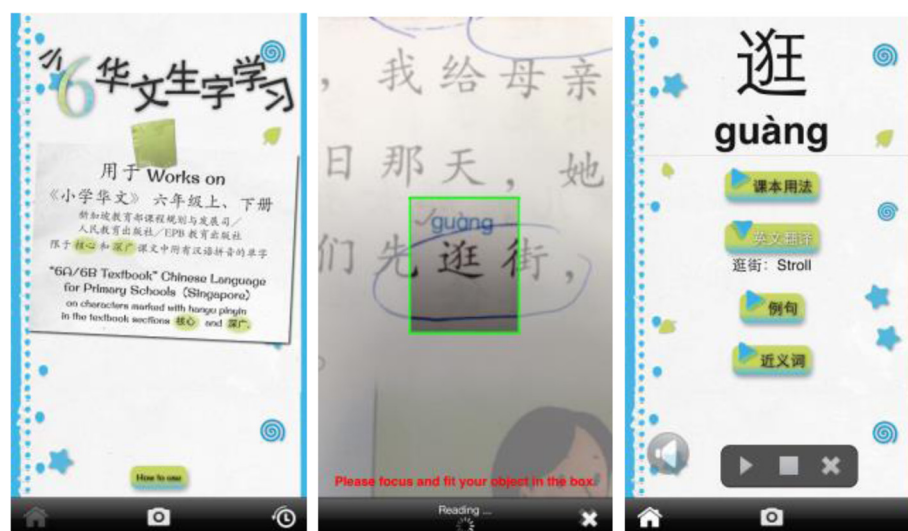 小6华文生字学习
用于 Works on
《小学华文》六年级上、下册
新加坡教育部课程规划与发展司/
人民教育出版社/EPB 教育出版社
限于 核心 和 深广 课文中附有汉语拼音的单字
"6A/6B Textbook" Chinese Language
for Primary Schools (Singapore)
on characters marked with hanyu pinyin
in the textbook sections 核心 and 深广.
How to use
，我给母亲
日那天，她
guàng
们先逛街，
Please focus and fit your object in the box.
Reading ...
逛
guàng
课本用法
英文翻译
逛街: Stroll
例句
近义词